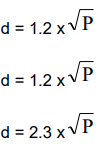 d = 1.2 x √P
d = 1.2 x √P
d = 2.3 x √P